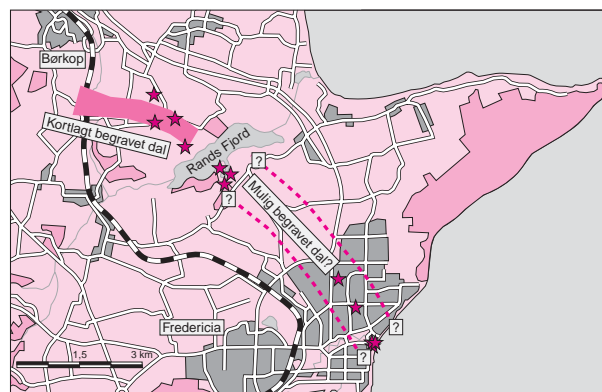 Børkop
Kortlagt begravet dal
Rands Fjord
?
?
Mulig begravet dal?
Fredericia
?
?
1,5
3 km